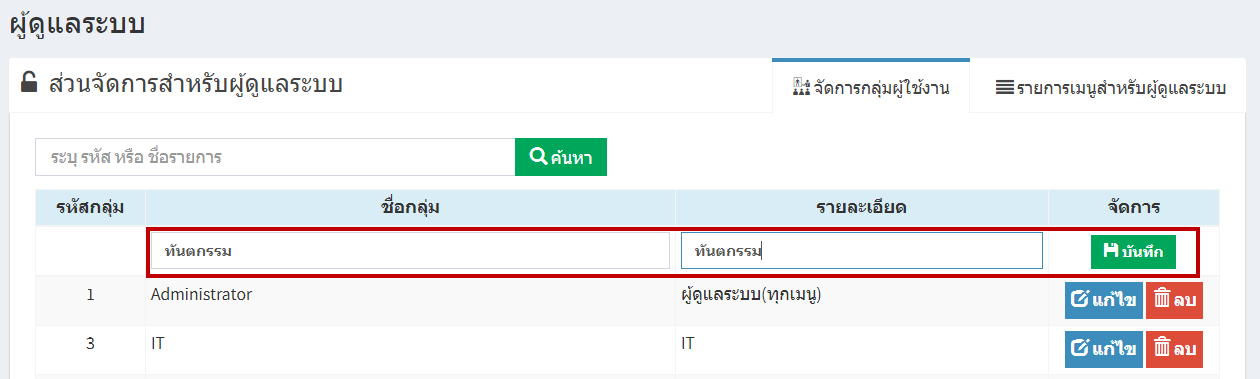 ผู้ดูแลระบบ
ส่วนจัดการสำหรับผู้ดูแลระบบ จัดการกลุ่มผู้ใช้งาน รายการเมนูสำหรับผู้ดูแลระบบ
ระบุ รหัส หรือ ชื่อรายการ ค้นหา
รหัสกลุ่ม ชื่อกลุ่ม รายละเอียด จัดการ
ทันตกรรม ทันตกรรม บันทึก
1 Administrator ผู้ดูแลระบบ(ทุกเมนู) แก้ไข ลบ
3 IT IT แก้ไข ลบ